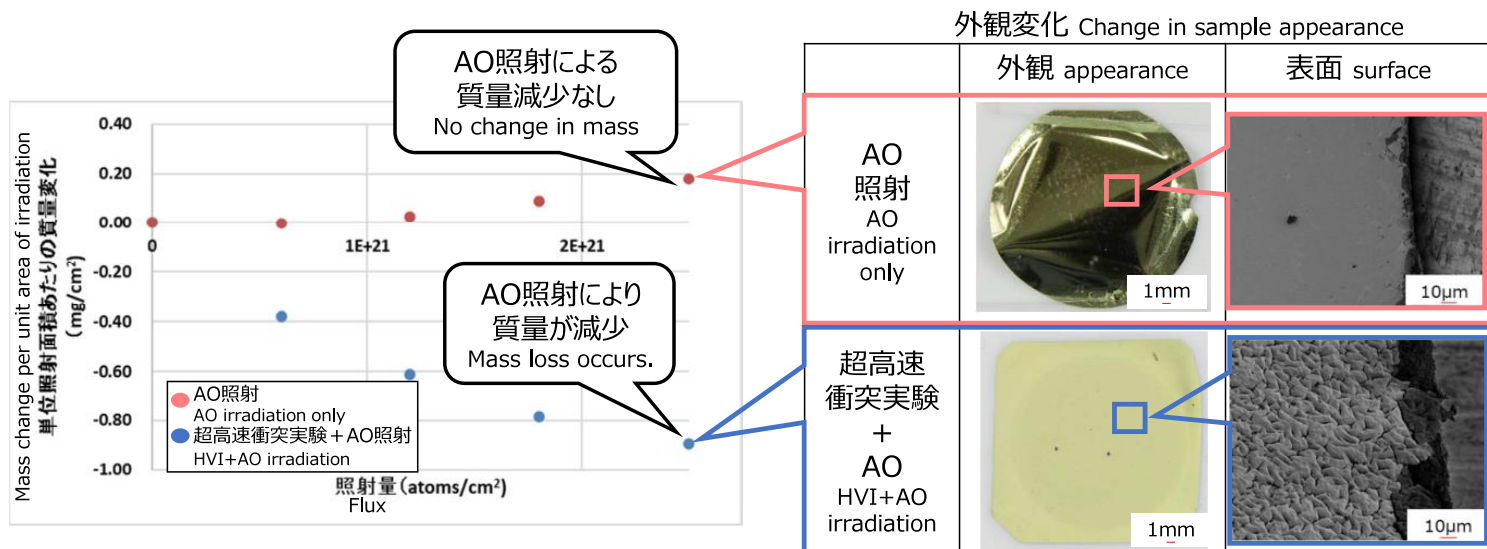 外観変化 Change in sample appearance
外観 appearance
表面 surface
AO照射による
質量減少なし
No change in mass
Mass change per unit area of irradiation
単位照射面積あたりの質量変化
(mg/cm²)
0.40
0.20
0.00
-0.20
-0.40
-0.60
-0.80
-1.00
0
1E+21
2E+21
AO照射により
質量が減少
Mass loss occurs.
AO照射
AO irradiation only
超高速衝突実験+AO照射
HVI+AO irradiation
照射量(atoms/cm²)
Flux
AO
照射
AO
irradiation
only
1mm
10μm
超高速
衝突実験
+
AO
HVI+AO
irradiation
1mm
10μm